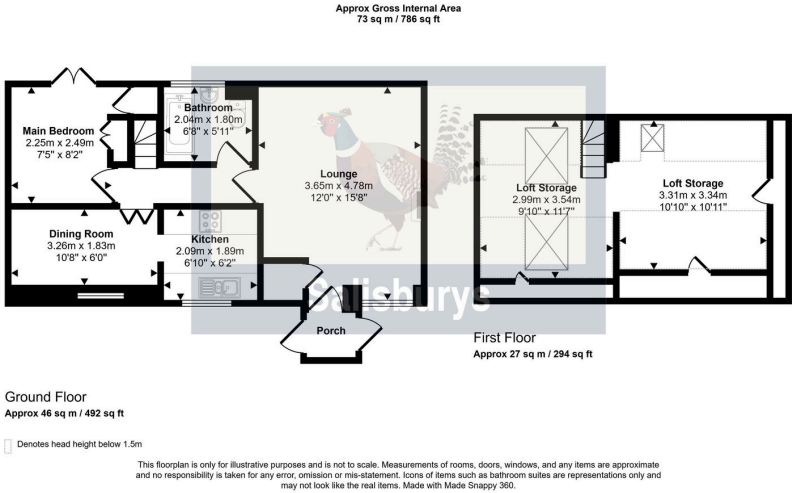 Approx Gross Internal Area
73 sq m / 786 sq ft
Main Bedroom
2.25m x 2.49m
7'5" x 8'2"
Bathroom
2.04m x 1.80m
6'8" x 5'11"
Lounge
3.65m x 4.78m
12'0" x 15'8"
Dining Room
3.26m x 1.83m
10'8" x 6'0"
Kitchen
2.09m x 1.89m
6'10" x 6'2"
Porch
Salisburys
Loft Storage
2.99m x 3.54m
9'10" x 11'7"
Loft Storage
3.31m x 3.34m
10'10" x 10'11"
First Floor
Approx 27 sq m / 294 sq ft
Ground Floor
Approx 46 sq m / 492 sq ft
Denotes head height below 1.5m
This floorplan is only for illustrative purposes and is not to scale. Measurements of rooms, doors, windows, and any items are approximate
and no responsibility is taken for any error, omission or mis-statement. Icons of items such as bathroom suites are representations only and
may not look like the real items. Made with Made Snappy 360.